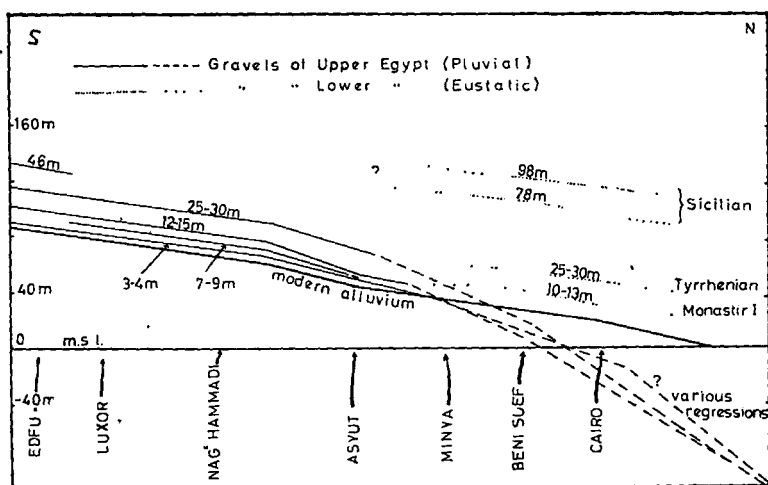 S
N
Gravels of Upper Egypt (Pluvial)
" " Lower " (Eustatic)
160m
46m
?
98m
78m
Sicilian
25-30m
12-15m
3-4m
7-9m
modern alluvium
25-30m
10-13m
Tyrrhenian
Monastir I
40m
0 m.s.l.
-40m
?
various
regressions
EDFU
LUXOR
NAG' HAMMADI
ASYUT
MINYA
BENI SUEF
CAIRO